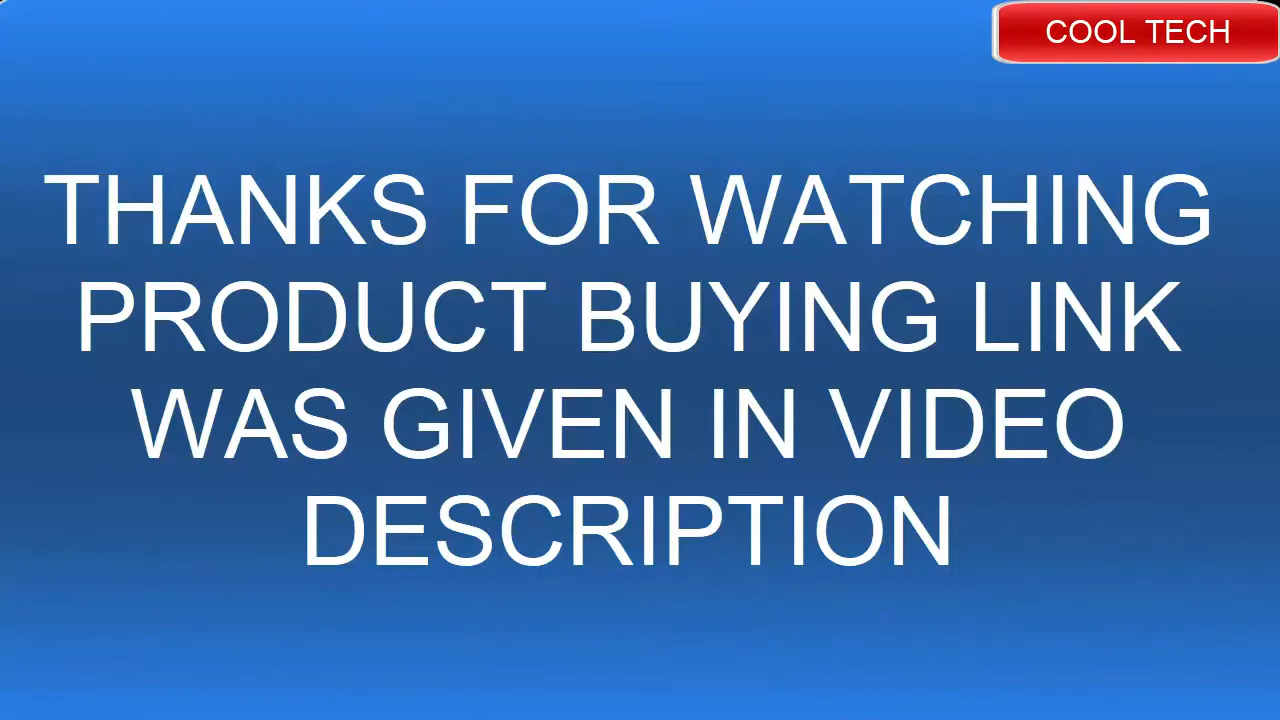 COOL TECH
THANKS FOR WATCHING
PRODUCT BUYING LINK
WAS GIVEN IN VIDEO
DESCRIPTION